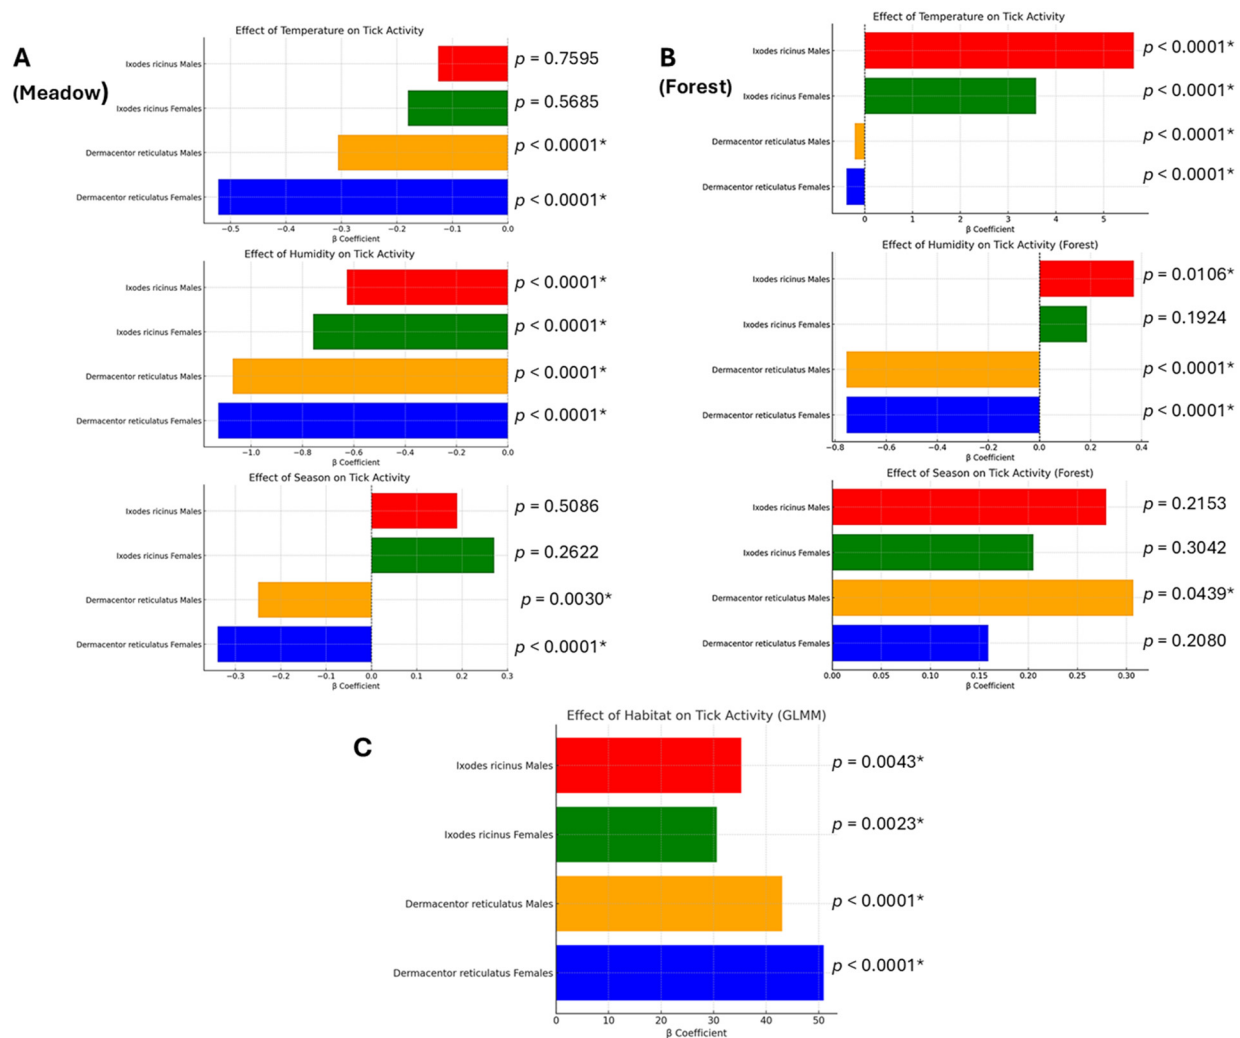 A
(Meadow)
Effect of Temperature on Tick Activity
Ixodes ricinus Males
p = 0.7595
Ixodes ricinus Females
p = 0.5685
Dermacentor reticulatus Males
p < 0.0001*
Dermacentor reticulatus Females
p < 0.0001*
−0.5 −0.4 −0.3 −0.2 −0.1 0.0
β Coefficient
Effect of Humidity on Tick Activity
Ixodes ricinus Males
p < 0.0001*
Ixodes ricinus Females
p < 0.0001*
Dermacentor reticulatus Males
p < 0.0001*
Dermacentor reticulatus Females
p < 0.0001*
−1.0 −0.8 −0.6 −0.4 −0.2 0.0
β Coefficient
Effect of Season on Tick Activity
Ixodes ricinus Males
p = 0.5086
Ixodes ricinus Females
p = 0.2622
Dermacentor reticulatus Males
p = 0.0030*
Dermacentor reticulatus Females
p < 0.0001*
−0.3 −0.2 −0.1 0.0 0.1 0.2 0.3
β Coefficient
B
(Forest)
Effect of Temperature on Tick Activity
Ixodes ricinus Males
p < 0.0001*
Ixodes ricinus Females
p < 0.0001*
Dermacentor reticulatus Males
p < 0.0001*
Dermacentor reticulatus Females
p < 0.0001*
0 1 2 3 4 5
β Coefficient
Effect of Humidity on Tick Activity (Forest)
Ixodes ricinus Males
p = 0.0106*
Ixodes ricinus Females
p = 0.1924
Dermacentor reticulatus Males
p < 0.0001*
Dermacentor reticulatus Females
p < 0.0001*
−0.8 −0.6 −0.4 −0.2 0.0 0.2 0.4
β Coefficient
Effect of Season on Tick Activity (Forest)
Ixodes ricinus Males
p = 0.2153
Ixodes ricinus Females
p = 0.3042
Dermacentor reticulatus Males
p = 0.0439*
Dermacentor reticulatus Females
p = 0.2080
0.00 0.05 0.10 0.15 0.20 0.25 0.30
β Coefficient
C
Effect of Habitat on Tick Activity (GLMM)
Ixodes ricinus Males
p = 0.0043*
Ixodes ricinus Females
p = 0.0023*
Dermacentor reticulatus Males
p < 0.0001*
Dermacentor reticulatus Females
p < 0.0001*
0 10 20 30 40 50
β Coefficient